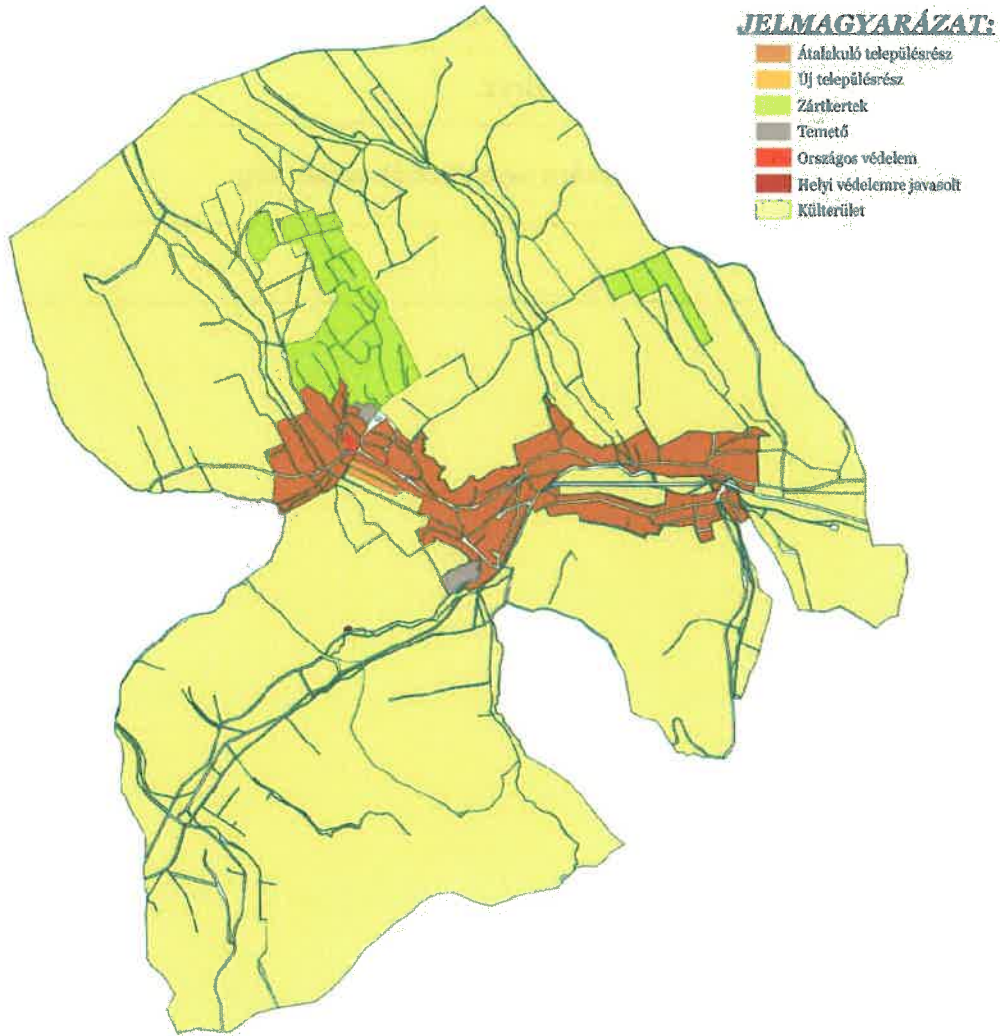 JELMAGYARÁZAT:
Átalakuló településrész
Új településrész
Zártkertek
Temető
Országos védelem
Helyi védelemre javasolt
Külterület